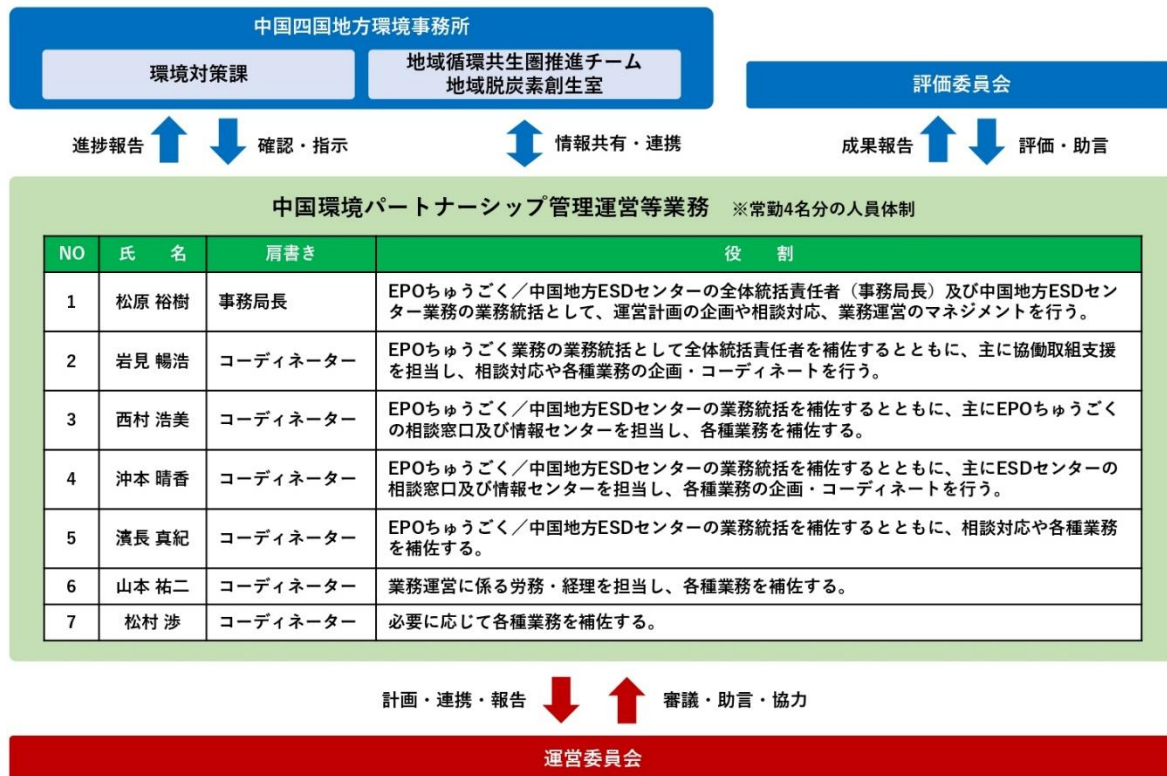 中国四国地方環境事務所
環境対策課
地域循環共生圏推進チーム
地域脱炭素創生室
評価委員会
進捗報告
確認・指示
情報共有・連携
成果報告
評価・助言
中国環境パートナーシップ管理運営等業務 ※常勤4名分の人員体制
NO 氏　名 肩書き 役　割
1 松原 裕樹 事務局長 EPOちゅうごく／中国地方ESDセンターの全体統括責任者（事務局長）及び中国地方ESDセン
ター業務の業務統括として、運営計画の企画や相談対応、業務運営のマネジメントを行う。
2 岩見 暢浩 コーディネーター EPOちゅうごく業務の業務統括として全体統括責任者を補佐するとともに、主に協働取組支援
を担当し、相談対応や各種業務の企画・コーディネートを行う。
3 西村 浩美 コーディネーター EPOちゅうごく／中国地方ESDセンターの業務統括を補佐するとともに、主にEPOちゅうごく
の相談窓口及び情報センターを担当し、各種業務を補佐する。
4 沖本 晴香 コーディネーター EPOちゅうごく／中国地方ESDセンターの業務統括を補佐するとともに、主にESDセンターの
相談窓口及び情報センターを担当し、各種業務の企画・コーディネートを行う。
5 濱長 真紀 コーディネーター EPOちゅうごく／中国地方ESDセンターの業務統括を補佐するとともに、相談対応や各種業務
を補佐する。
6 山本 祐二 コーディネーター 業務運営に係る労務・経理を担当し、各種業務を補佐する。
7 松村 渉 コーディネーター 必要に応じて各種業務を補佐する。
計画・連携・報告
審議・助言・協力
運営委員会